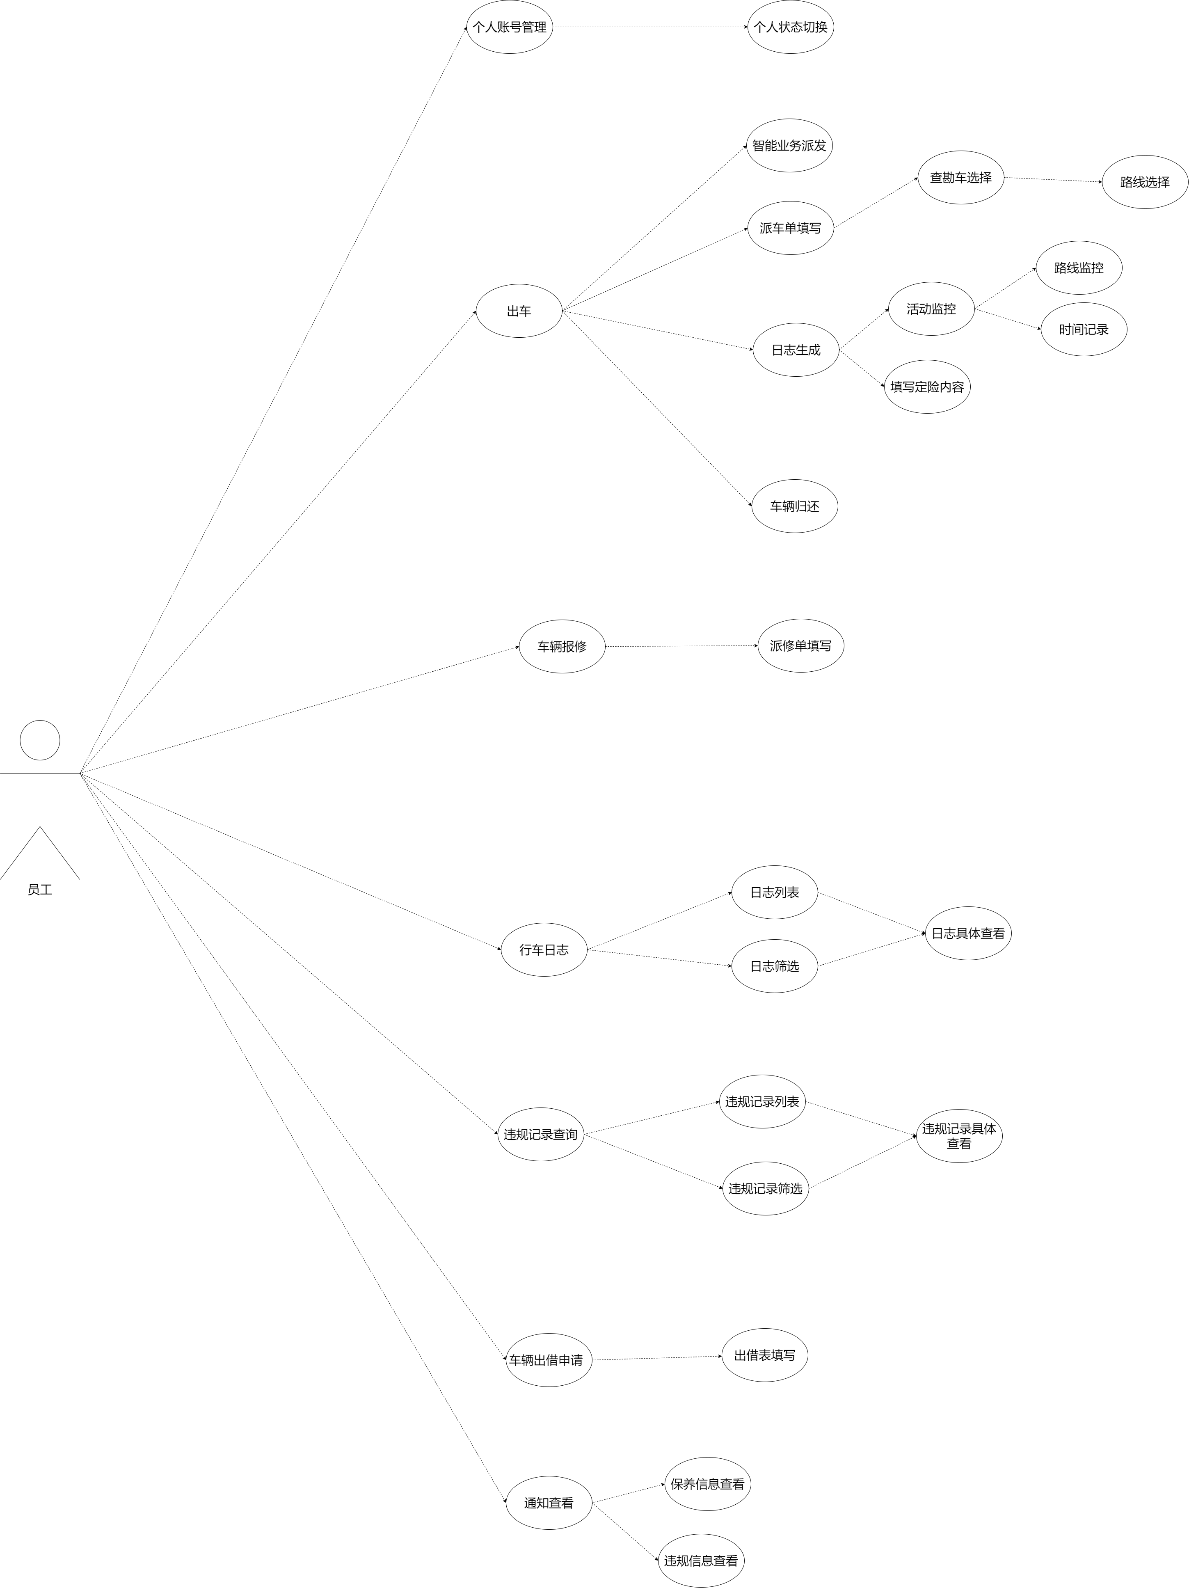 个人账号管理
个人状态切换
智能业务派发
查勘车选择
路线选择
派车单填写
路线监控
出车
活动监控
时间记录
日志生成
填写定险内容
车辆归还
车辆报修
派修单填写
员工
日志列表
日志具体查看
行车日志
日志筛选
违规记录列表
违规记录查询
违规记录具体
查看
违规记录筛选
车辆出借申请
出借表填写
保养信息查看
通知查看
违规信息查看